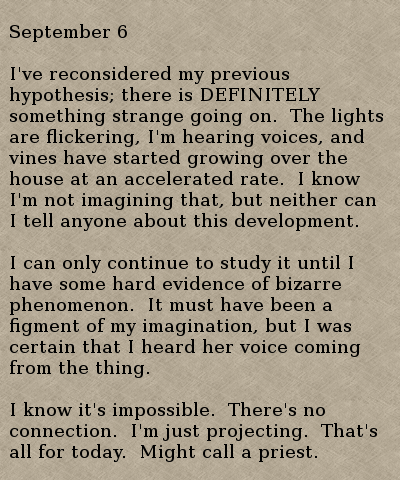 September 6
I've reconsidered my previous
hypothesis; there is DEFINITELY
something strange going on.  The lights
are flickering, I'm hearing voices, and
vines have started growing over the
house at an accelerated rate.  I know
I'm not imagining that, but neither can
I tell anyone about this development.
I can only continue to study it until I
have some hard evidence of bizarre
phenomenon.  It must have been a
figment of my imagination, but I was
certain that I heard her voice coming
from the thing.
I know it's impossible.  There's no
connection.  I'm just projecting.  That's
all for today.  Might call a priest.